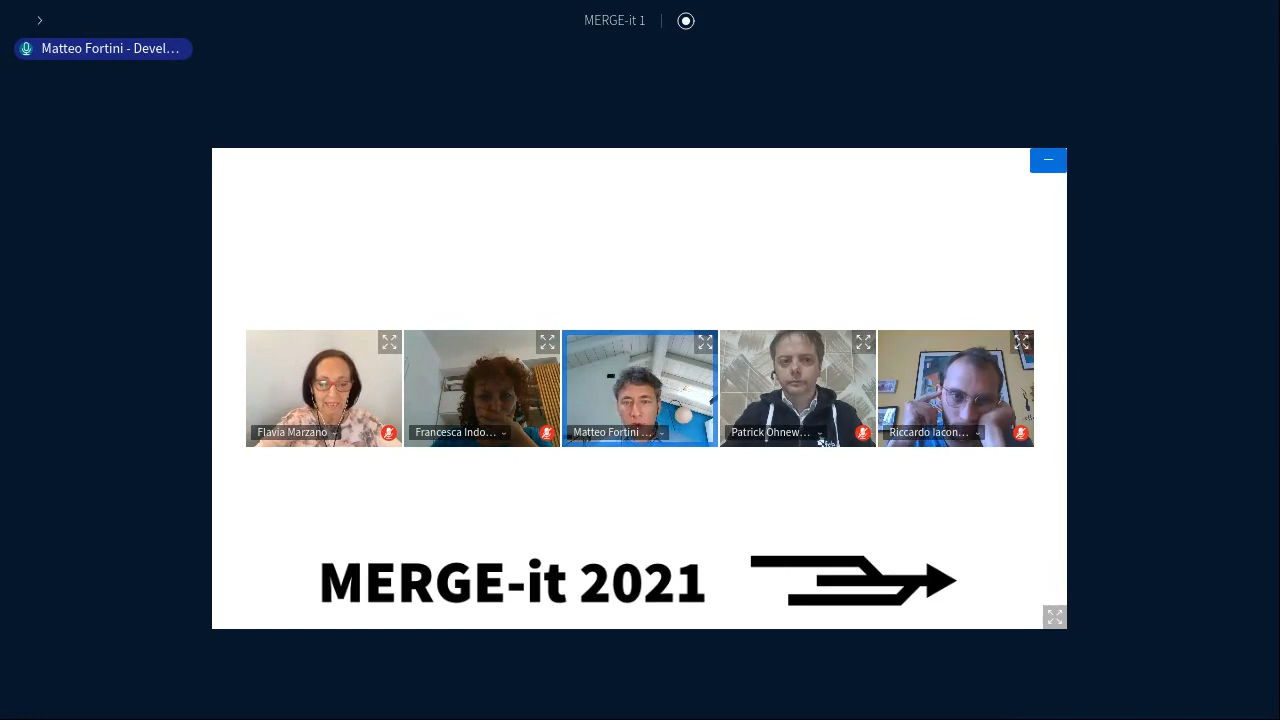 MERGE-it 1
Matteo Fortini - Devel...
Flavia Marzano
Francesca Indo...
Matteo Fortini ...
Patrick Ohnew...
Riccardo Iacon...
MERGE-it 2021